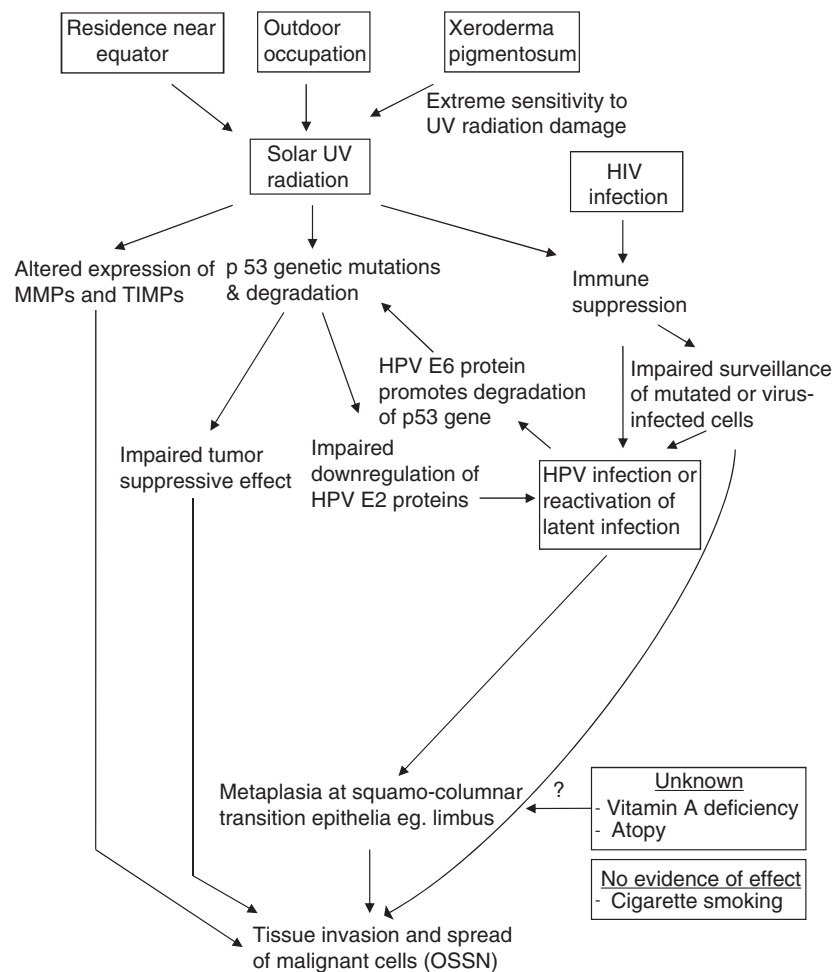 Residence near
equator
Outdoor
occupation
Xeroderma
pigmentosum
Extreme sensitivity to
UV radiation damage
Solar UV
radiation
HIV
infection
Altered expression of
MMPs and TIMPs
p 53 genetic mutations
& degradation
Immune
suppression
HPV E6 protein
promotes degradation
of p53 gene
Impaired surveillance
of mutated or virus-
infected cells
Impaired tumor
suppressive effect
Impaired
downregulation of
HPV E2 proteins
HPV infection or
reactivation of
latent infection
Metaplasia at squamo-columnar
transition epithelia eg. limbus
?
Unknown
- Vitamin A deficiency
- Atopy
No evidence of effect
- Cigarette smoking
Tissue invasion and spread
of malignant cells (OSSN)